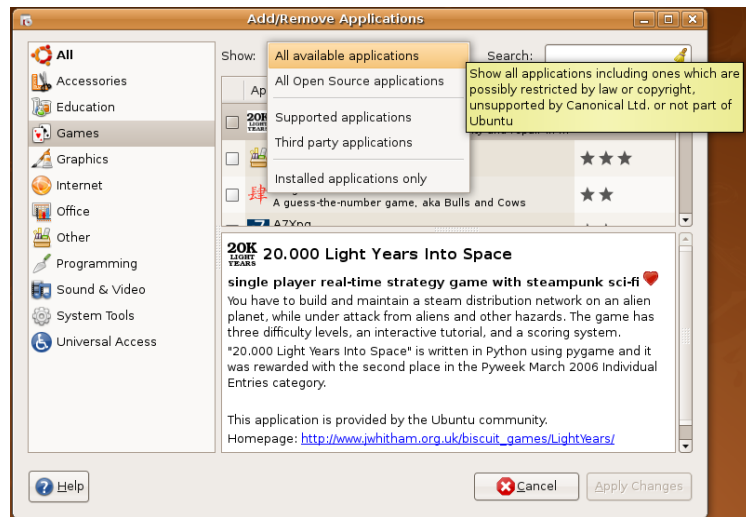 Add/Remove Applications
All
Accessories
Education
Games
Graphics
Internet
Office
Other
Programming
Sound & Video
System Tools
Universal Access
Show:
All available applications
All Open Source applications
Supported applications
Third party applications
Installed applications only
Search:
Show all applications including ones which are
possibly restricted by law or copyright,
unsupported by Canonical Ltd. or not part of
Ubuntu
Ap
20K
LIGHT
YEARS
肆
A guess-the-number game, aka Bulls and Cows
A7Xpg
20K
LIGHT
YEARS
20.000 Light Years Into Space
single player real-time strategy game with steampunk sci-fi
You have to build and maintain a steam distribution network on an alien
planet, while under attack from aliens and other hazards. The game has
three difficulty levels, an interactive tutorial, and a scoring system.
"20.000 Light Years Into Space" is written in Python using pygame and it
was rewarded with the second place in the Pyweek March 2006 Individual
Entries category.
This application is provided by the Ubuntu community.
Homepage: http://www.jwhitham.org.uk/biscuit_games/LightYears/
Help
Cancel
Apply Changes